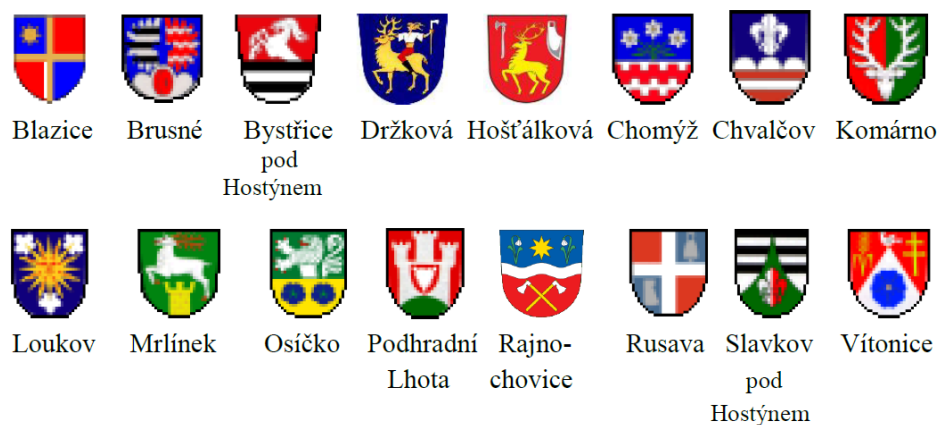 Blazice Brusné Bystřice Držková Hošťálková Chomýž Chvalčov Komárno
pod
Hostýnem
Loukov Mrlínek Osíčko Podhradní Rajno- Rusava Slavkov Vítonice
Lhota chovice pod
Hostýnem